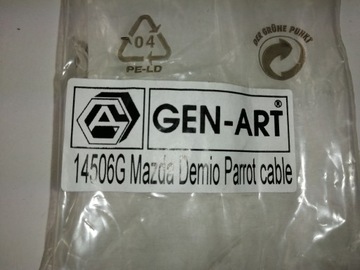 04
PE-LD
DER GRÜNE PUNKT
GEN-ART®
14506G Mazda Demio Parrot cable